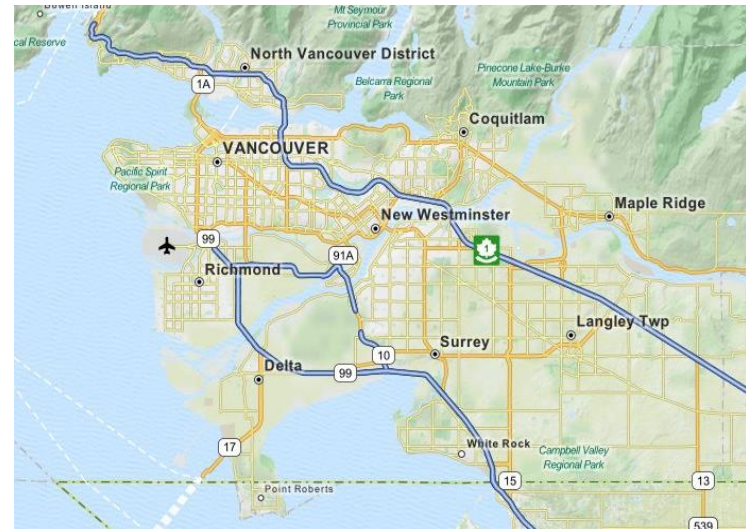 Bowen Island
Mt Seymour
Provincial Park
cal Reserve
North Vancouver District
1A
Belcarra Regional
Park
Pinecone Lake-Burke
Mountain Park
Coquitlam
VANCOUVER
Pacific Spirit
Regional Park
Maple Ridge
New Westminster
99
91A
1
Richmond
Langley Twp
Surrey
10
Delta
99
White Rock
Campbell Valley
Regional Park
17
15
13
Point Roberts
539